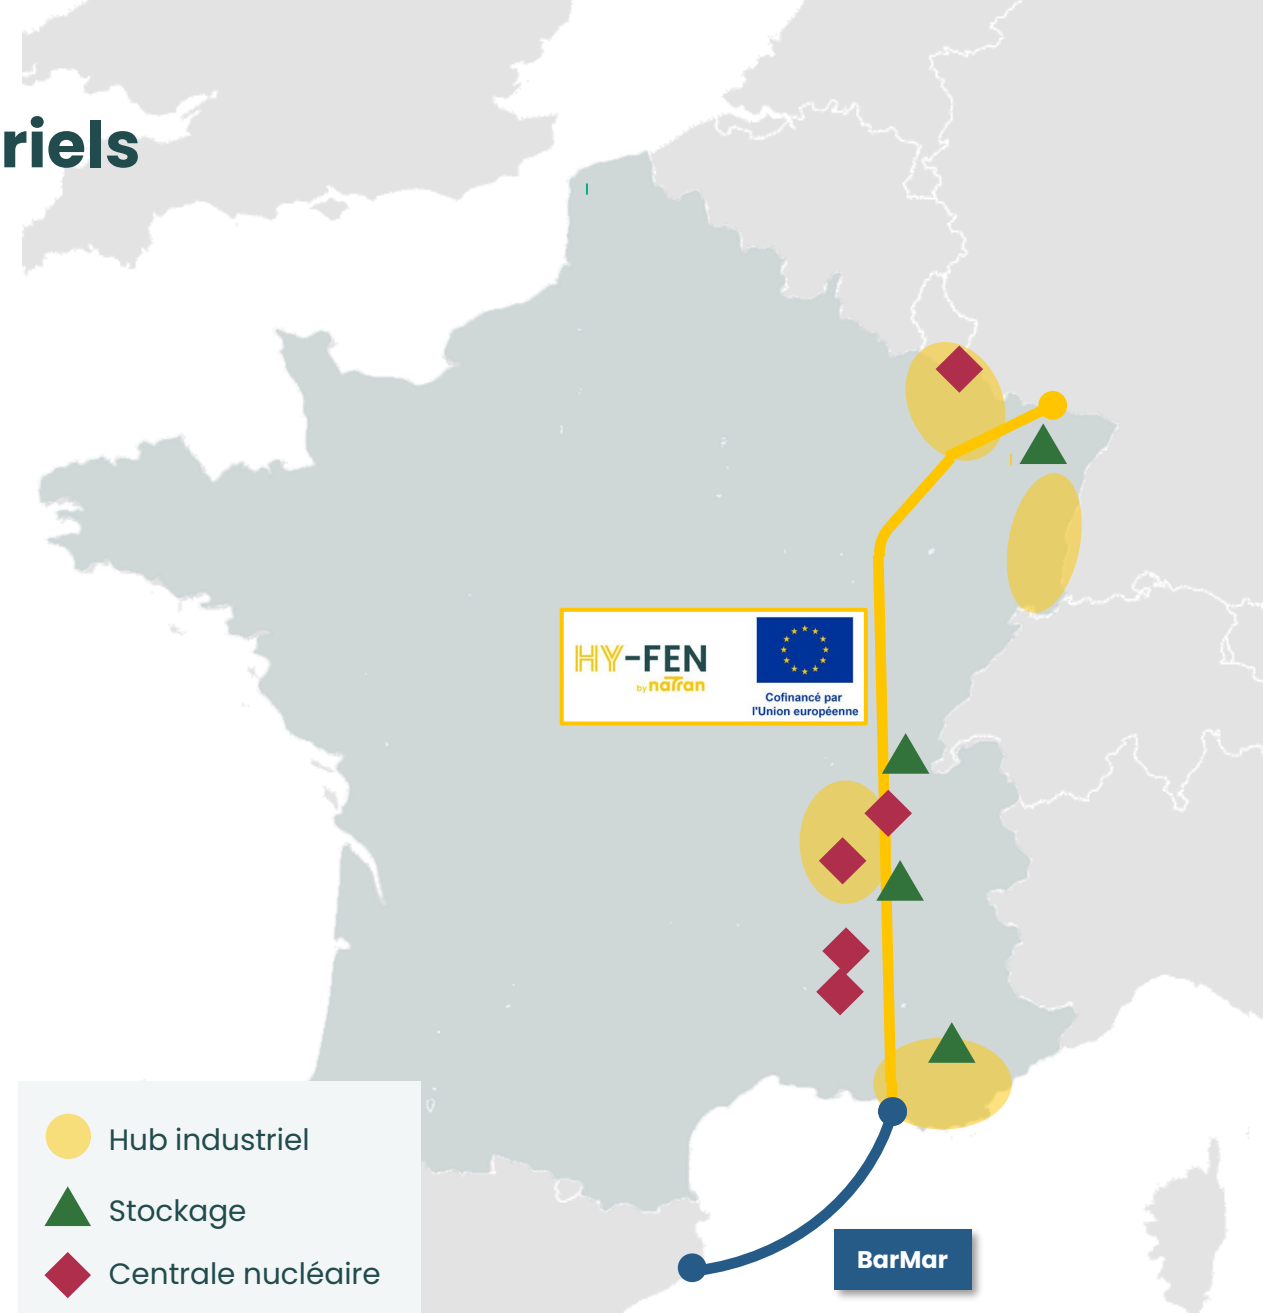 riels
HY-FEN
by naTran
Cofinancé par
l'Union européenne
Hub industriel
Stockage
Centrale nucléaire
BarMar